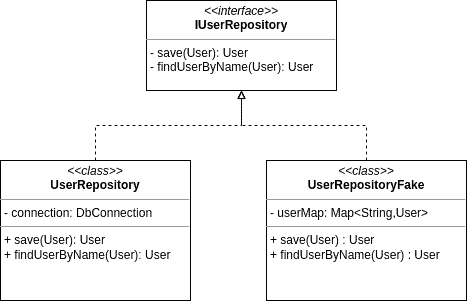 <<interface>>
IUserRepository
- save(User): User
- findUserByName(User): User
<<class>>
UserRepository
- connection: DbConnection
+ save(User): User
+ findUserByName(User): User
<<class>>
UserRepositoryFake
- userMap: Map<String,User>
+ save(User) : User
+ findUserByName(User) : User